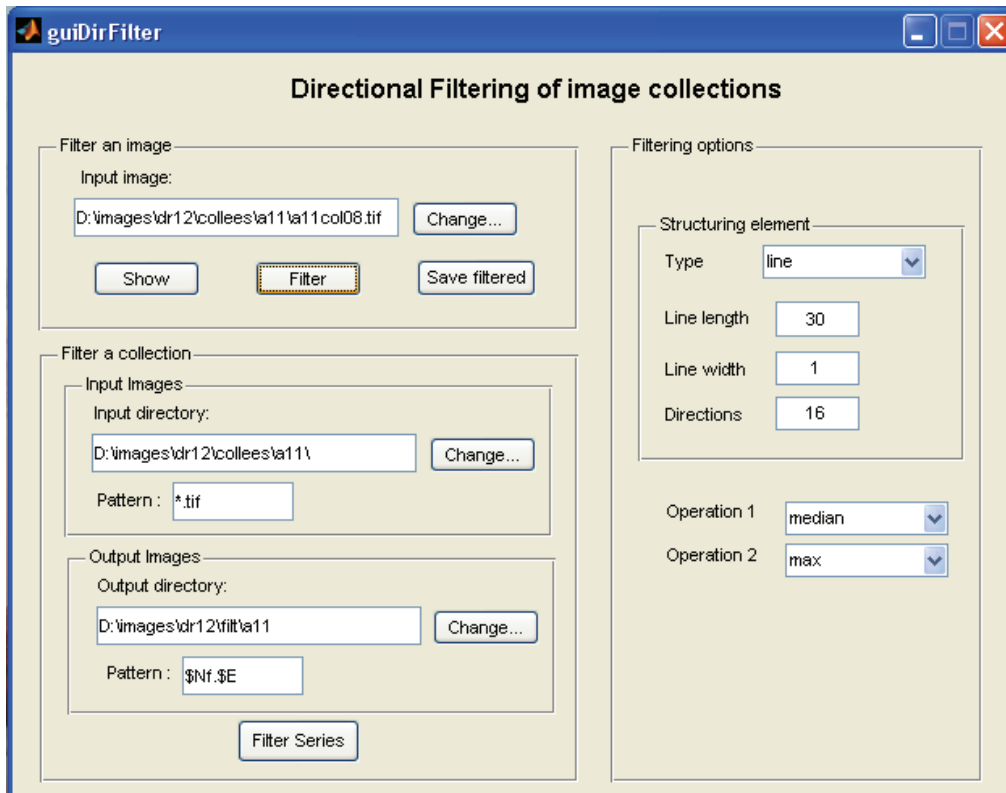 guiDirFilter
Directional Filtering of image collections
Filter an image
Input image:
D:\images\dr12\collees\a11\a11col08.tif
Change...
Show
Filter
Save filtered
Filter a collection
Input Images
Input directory:
D:\images\dr12\collees\a11\
Change...
Pattern :
*.tif
Output Images
Output directory:
D:\images\dr12\filt\a11
Change...
Pattern :
$Nf.$E
Filter Series
Filtering options
Structuring element
Type
line
Line length
30
Line width
1
Directions
16
Operation 1
median
Operation 2
max